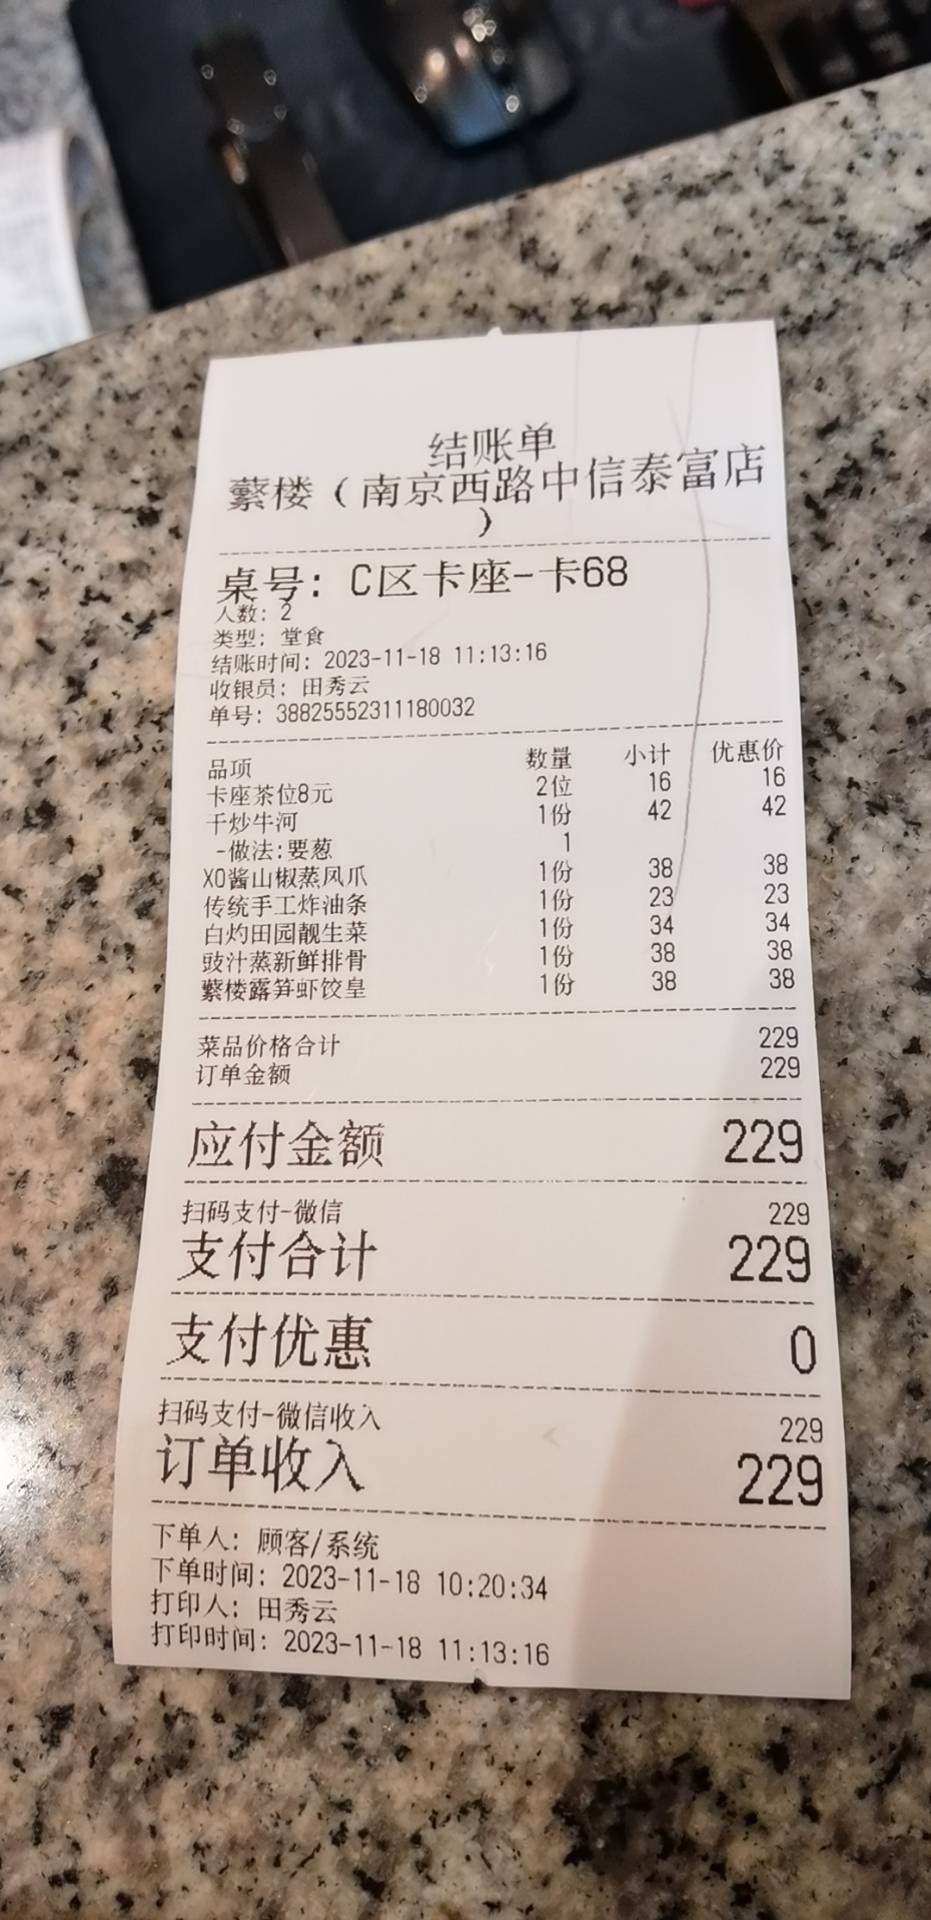 结账单
蘩楼（南京西路中信泰富店
）
桌号：C区卡座-卡68
人数：2
类型：堂食
结账时间：2023-11-18 11:13:16
收银员：田秀云
单号：38825552311180032
品项 数量 小计 优惠价
卡座茶位8元 2位 16 16
干炒牛河 1份 42 42
-做法:要葱 1
XO酱山椒蒸凤爪 1份 38 38
传统手工炸油条 1份 23 23
白灼田园靓生菜 1份 34 34
豉汁蒸新鲜排骨 1份 38 38
蘩楼露笋虾饺皇 1份 38 38
菜品价格合计 229
订单金额 229
应付金额 229
扫码支付-微信 229
支付合计 229
支付优惠 0
扫码支付-微信收入 229
订单收入 229
下单人：顾客/系统
下单时间：2023-11-18 10:20:34
打印人：田秀云
打印时间：2023-11-18 11:13:16